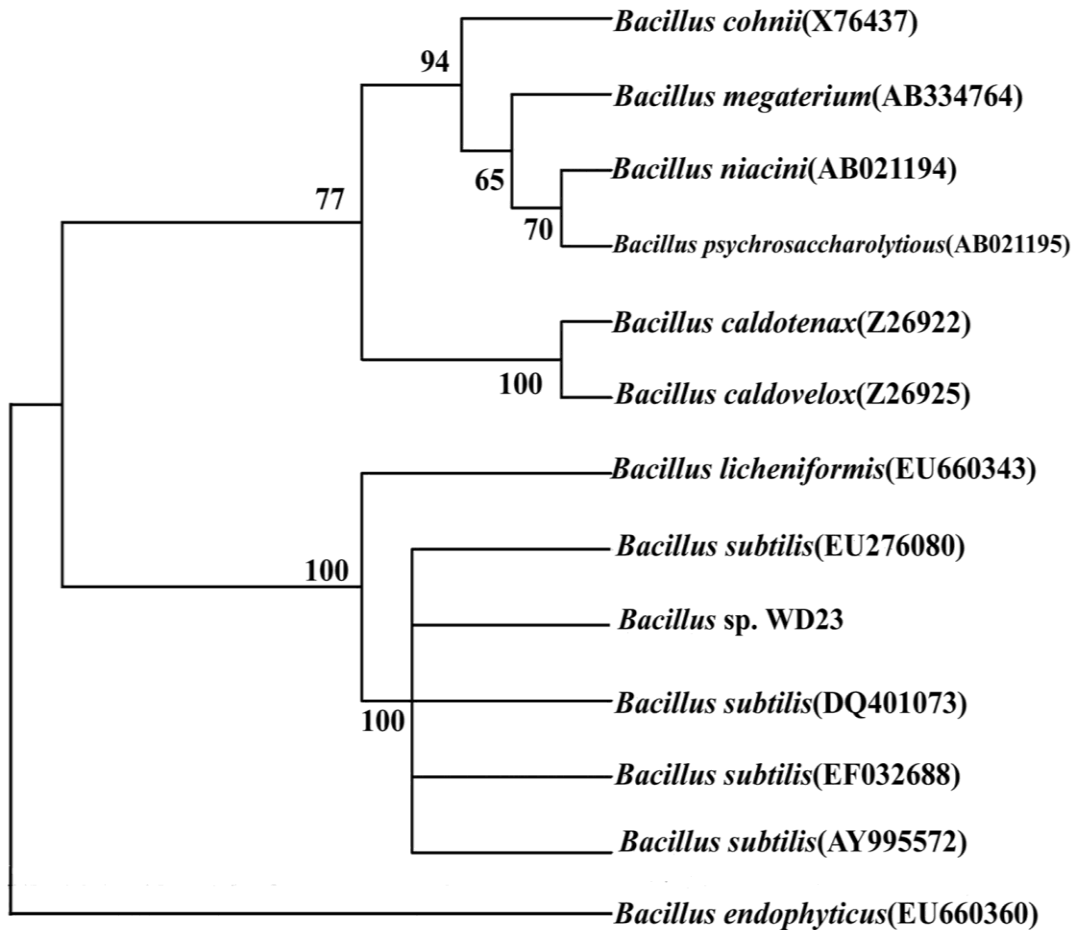 Bacillus cohnii(X76437)
94
Bacillus megaterium(AB334764)
Bacillus niacini(AB021194)
65
77
70
Bacillus psychrosaccharolytious(AB021195)
Bacillus caldotenax(Z26922)
100
Bacillus caldovelox(Z26925)
Bacillus licheniformis(EU660343)
Bacillus subtilis(EU276080)
100
Bacillus sp. WD23
Bacillus subtilis(DQ401073)
100
Bacillus subtilis(EF032688)
Bacillus subtilis(AY995572)
Bacillus endophyticus(EU660360)